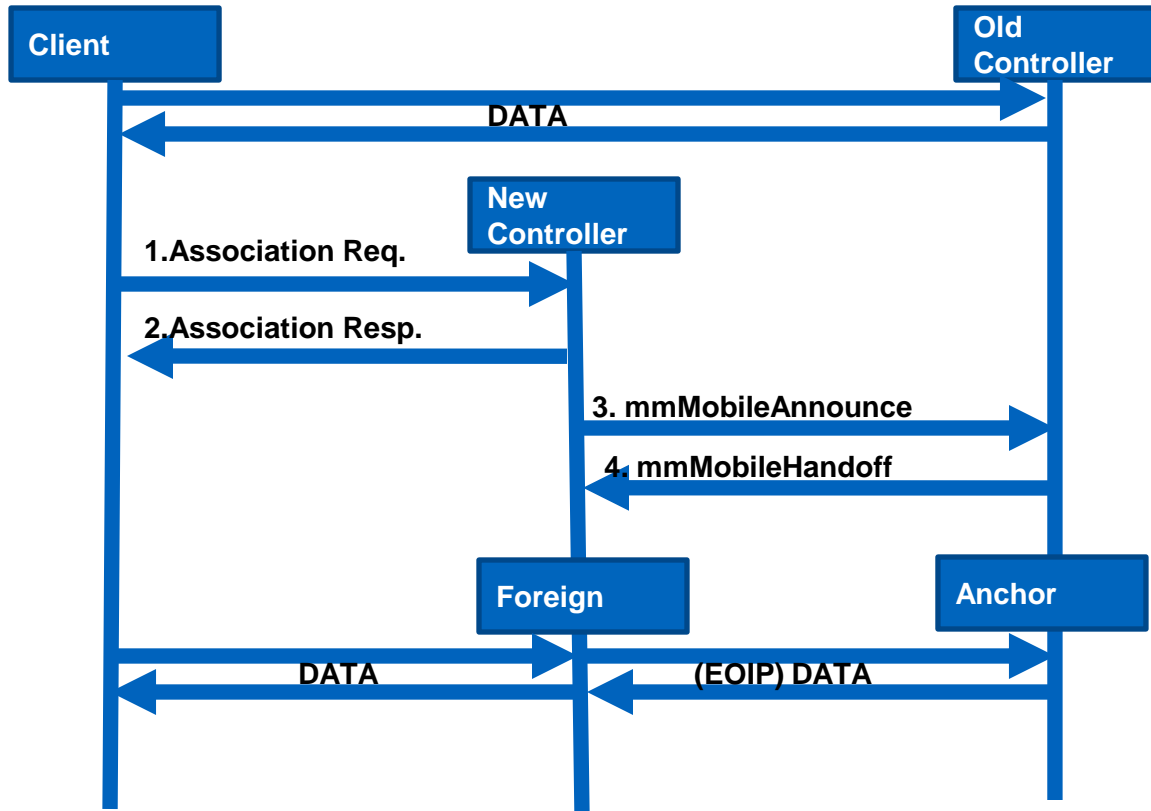 Client
Old
Controller
DATA
New
Controller
1.Association Req.
2.Association Resp.
3. mmMobileAnnounce
4. mmMobileHandoff
Foreign
Anchor
DATA
(EOIP) DATA